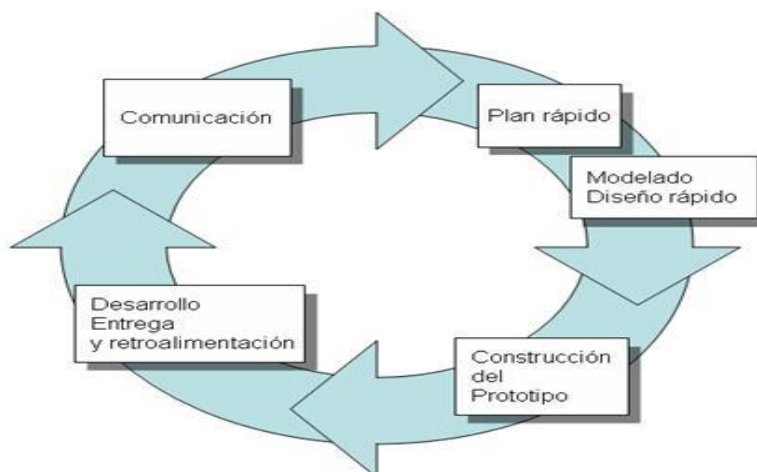 Comunicación
Plan rápido
Modelado
Diseño rápido
Construcción
del
Prototipo
Desarrollo
Entrega
y retroalimentación